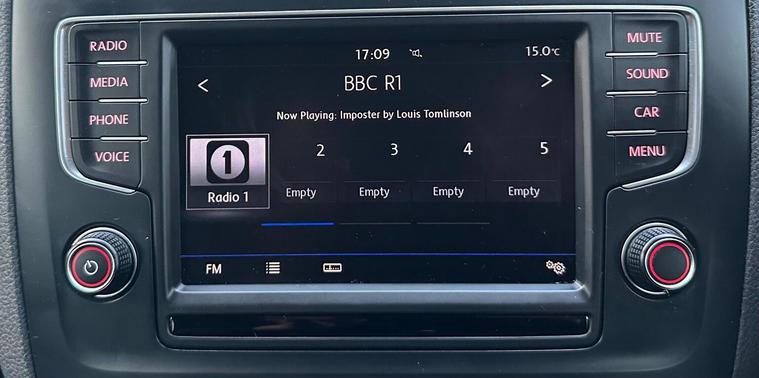 RADIO
MEDIA
PHONE
VOICE
17:09
15.0°C
BBC R1
Now Playing: Imposter by Louis Tomlinson
1
Radio 1
2
Empty
3
Empty
4
Empty
5
Empty
FM
MUTE
SOUND
CAR
MENU